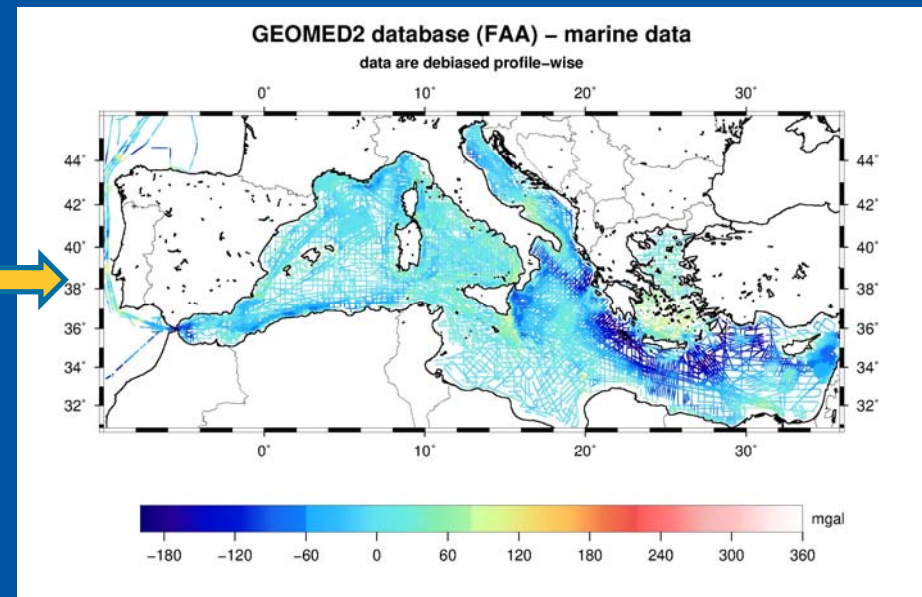 GEOMED2 database (FAA) – marine data
data are debiased profile–wise
0˚ 10˚ 20˚ 30˚
44˚ 44˚
42˚ 42˚
40˚ 40˚
38˚ 38˚
36˚ 36˚
34˚ 34˚
32˚ 32˚
0˚ 10˚ 20˚ 30˚
mgal
−180 −120 −60 0 60 120 180 240 300 360